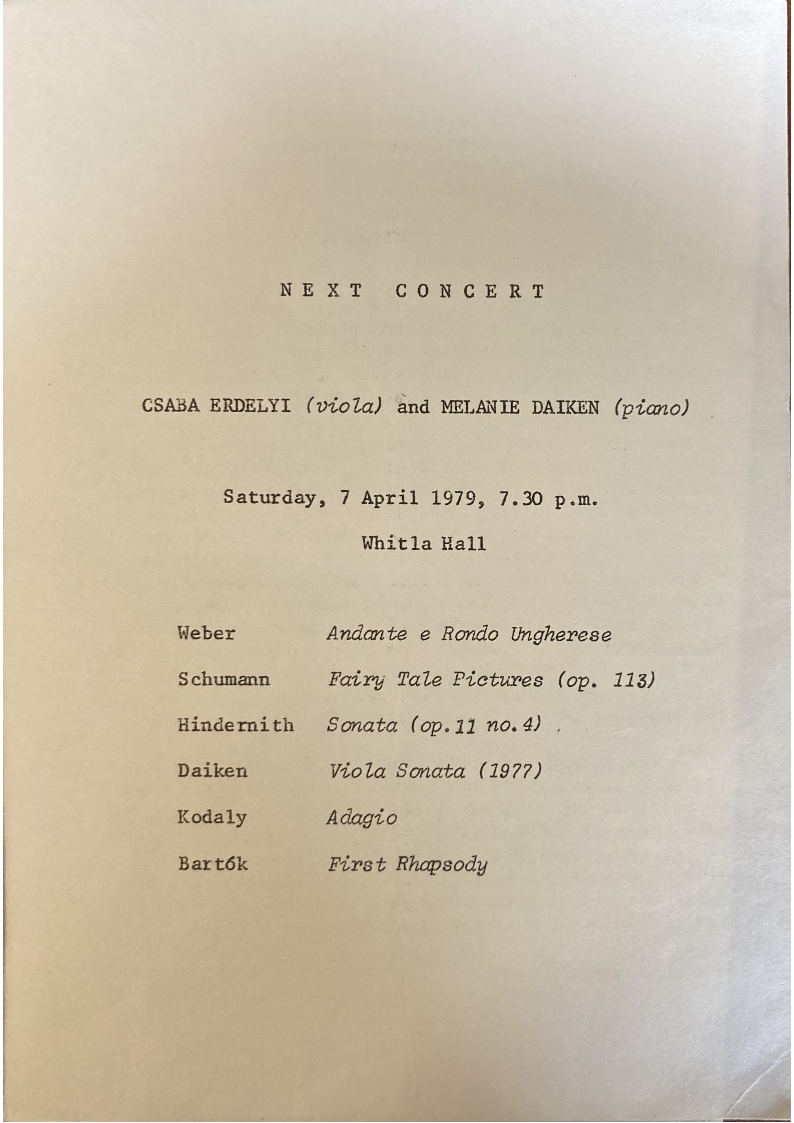 NEXT CONCERT
CSABA ERDELYI (viola) and MELANIE DAIKEN (piano)
Saturday, 7 April 1979, 7.30 p.m.
Whitla Hall
Weber Andante e Rondo Ungherese
Schumann Fairy Tale Pictures (op. 113)
Hindemith Sonata (op.11 no.4)
Daiken Viola Sonata (1977)
Kodaly Adagio
Bartók First Rhapsody